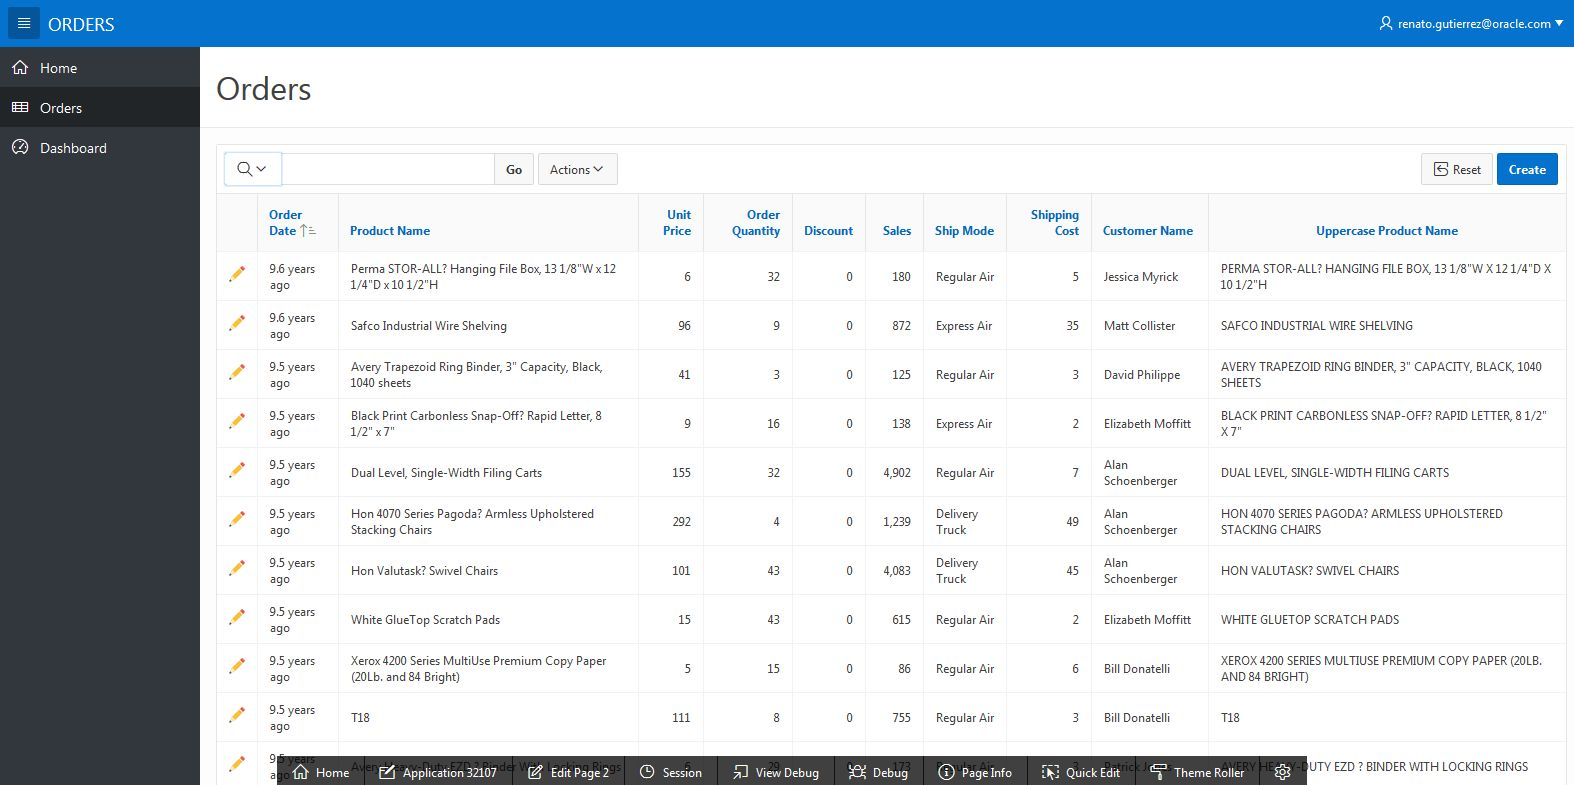 ORDERS
renato.gutierrez@oracle.com
Home
Orders
Dashboard
Orders
Go Actions Reset Create
Order Date Product Name Unit Price Order Quantity Discount Sales Ship Mode Shipping Cost Customer Name Uppercase Product Name
9.6 years ago Perma STOR-ALL? Hanging File Box, 13 1/8"W x 12 1/4"D x 10 1/2"H 6 32 0 180 Regular Air 5 Jessica Myrick PERMA STOR-ALL? HANGING FILE BOX, 13 1/8"W X 12 1/4"D X 10 1/2"H
9.6 years ago Safco Industrial Wire Shelving 96 9 0 872 Express Air 35 Matt Collister SAFCO INDUSTRIAL WIRE SHELVING
9.5 years ago Avery Trapezoid Ring Binder, 3" Capacity, Black, 1040 sheets 41 3 0 125 Regular Air 3 David Philippe AVERY TRAPEZOID RING BINDER, 3" CAPACITY, BLACK, 1040 SHEETS
9.5 years ago Black Print Carbonless Snap-Off? Rapid Letter, 8 1/2" x 7" 9 16 0 138 Express Air 2 Elizabeth Moffitt BLACK PRINT CARBONLESS SNAP-OFF? RAPID LETTER, 8 1/2" X 7"
9.5 years ago Dual Level, Single-Width Filing Carts 155 32 0 4,902 Regular Air 7 Alan Schoenberger DUAL LEVEL, SINGLE-WIDTH FILING CARTS
9.5 years ago Hon 4070 Series Pagoda? Armless Upholstered Stacking Chairs 292 4 0 1,239 Delivery Truck 49 Alan Schoenberger HON 4070 SERIES PAGODA? ARMLESS UPHOLSTERED STACKING CHAIRS
9.5 years ago Hon Valutask? Swivel Chairs 101 43 0 4,083 Delivery Truck 45 Alan Schoenberger HON VALUTASK? SWIVEL CHAIRS
9.5 years ago White GlueTop Scratch Pads 15 43 0 615 Regular Air 2 Elizabeth Moffitt WHITE GLUETOP SCRATCH PADS
9.5 years ago Xerox 4200 Series MultiUse Premium Copy Paper (20Lb. and 84 Bright) 5 15 0 86 Regular Air 6 Bill Donatelli XEROX 4200 SERIES MULTIUSE PREMIUM COPY PAPER (20LB. AND 84 BRIGHT)
9.5 years ago T18 111 8 0 755 Regular Air 3 Bill Donatelli T18
9.5 years ago Avery Heavy-Duty EZD ? Binder With Locking Rings 6 29 0 173 3 AVERY HEAVY-DUTY EZD ? BINDER WITH LOCKING RINGS
Home Application 32107 Edit Page 2 Session View Debug Debug Page Info Quick Edit Theme Roller